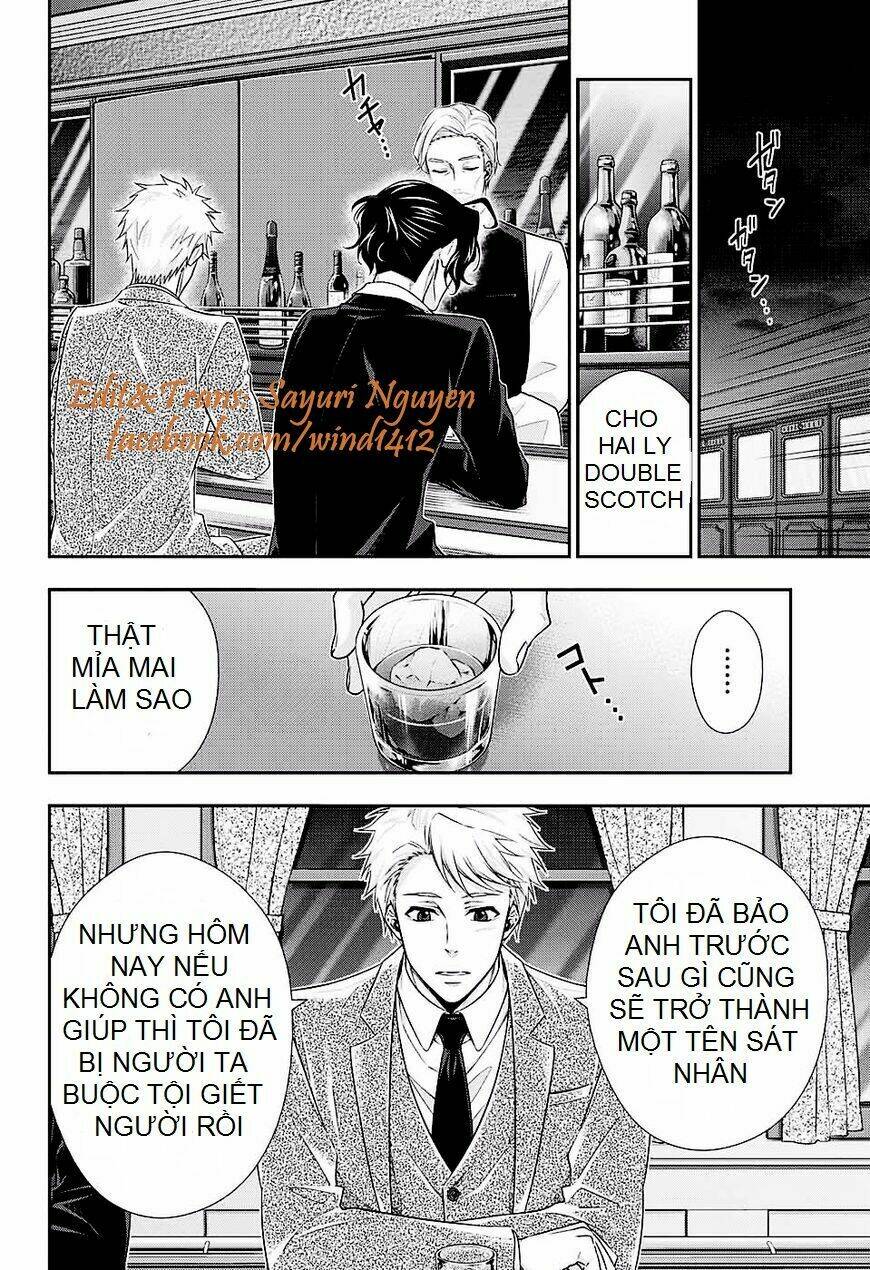 ガタン
ガタン…
CHO
HAI LY
DOUBLE
SCOTCH
カチャ…
Edit&Trans: Sayuri Nguyen
facebook.com/wind1412
……
コト…
THẬT
MỈA MAI
LÀM SAO
TÔI ĐÃ BẢO
ANH TRƯỚC
SAU GÌ CŨNG
SẼ TRỞ THÀNH
MỘT TÊN SÁT
NHÂN
NHƯNG HÔM
NAY NẾU
KHÔNG CÓ ANH
GIÚP THÌ TÔI ĐÃ
BỊ NGƯỜI TA
BUỘC TỘI GIẾT
NGƯỜI RỒI